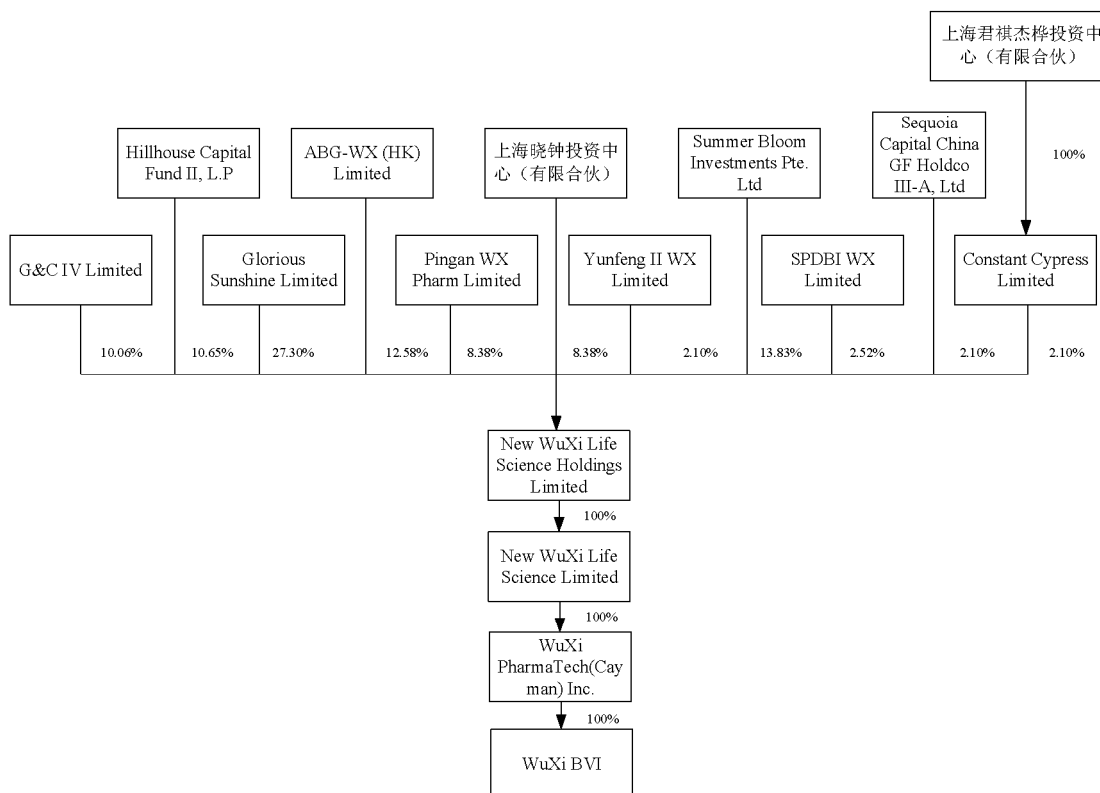 上海君祺杰桦投资中
心（有限合伙）
100%
Hillhouse Capital
Fund II, L.P
ABG-WX (HK)
Limited
上海晓钟投资中
心（有限合伙）
Summer Bloom
Investments Pte.
Ltd
Sequoia
Capital China
GF Holdco
III-A, Ltd
G&C IV Limited
Glorious
Sunshine Limited
Pingan WX
Pharm Limited
Yunfeng II WX
Limited
SPDBI WX
Limited
Constant Cypress
Limited
10.06%
10.65%
27.30%
12.58%
8.38%
8.38%
2.10%
13.83%
2.52%
2.10%
2.10%
New WuXi Life
Science Holdings
Limited
100%
New WuXi Life
Science Limited
100%
WuXi
PharmaTech(Cay
man) Inc.
100%
WuXi BVI